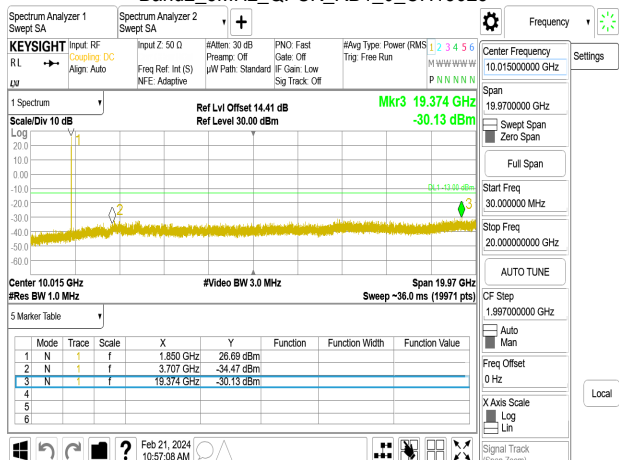 Spectrum Analyzer 1
Swept SA
Spectrum Analyzer 2
Swept SA
Frequency
KEYSIGHT
Input: RF
Coupling: DC
Align: Auto
Input Z: 50 Ω
Freq Ref: Int (S)
NFE: Adaptive
#Atten: 30 dB
Preamp: Off
µW Path: Standard
PNO: Fast
Gate: Off
IF Gain: Low
Sig Track: Off
#Avg Type: Power (RMS
Trig: Free Run
1 2 3 4 5 6
M W W W W W
P N N N N N
RL
1 Spectrum
Scale/Div 10 dB
Ref Lvl Offset 14.41 dB
Ref Level 30.00 dBm
Mkr3 19.374 GHz
-30.13 dBm
Log
20.0
10.0
0.00
-10.0
-20.0
-30.0
-40.0
-50.0
-60.0
1
2
3
Center 10.015 GHz
#Res BW 1.0 MHz
#Video BW 3.0 MHz
Span 19.97 GHz
Sweep ~36.0 ms (19971 pts)
5 Marker Table
Mode Trace Scale X Y Function Function Width Function Value
1 N 1 f 1.850 GHz 26.69 dBm
2 N 1 f 3.707 GHz -34.47 dBm
3 N 1 f 19.374 GHz -30.13 dBm
4
5
6
Feb 21, 2024
10:57:08 AM
Center Frequency
10.015000000 GHz
Span
19.9700000 GHz
Swept Span
Zero Span
Full Span
Start Freq
30.000000 MHz
Stop Freq
20.000000000 GHz
AUTO TUNE
CF Step
1.997000000 GHz
Auto
Man
Freq Offset
0 Hz
X Axis Scale
Log
Lin
Signal Track
Settings
Local